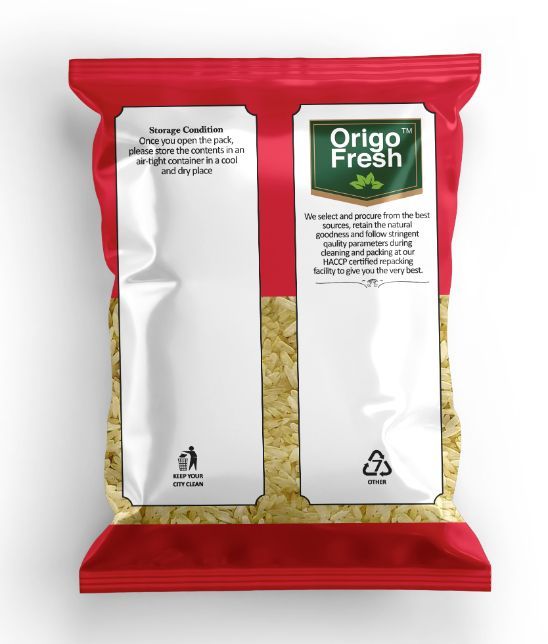 Storage Condition
Once you open the pack,
please store the contents in an
air-tight container in a cool
and dry place
KEEP YOUR
CITY CLEAN
Origo™
Fresh
We select and procure from the best
sources, retain the natural
goodness and follow stringent
qaulity parameters during
cleaning and packing at our
HACCP certified repacking
facility to give you the very best.
7
OTHER